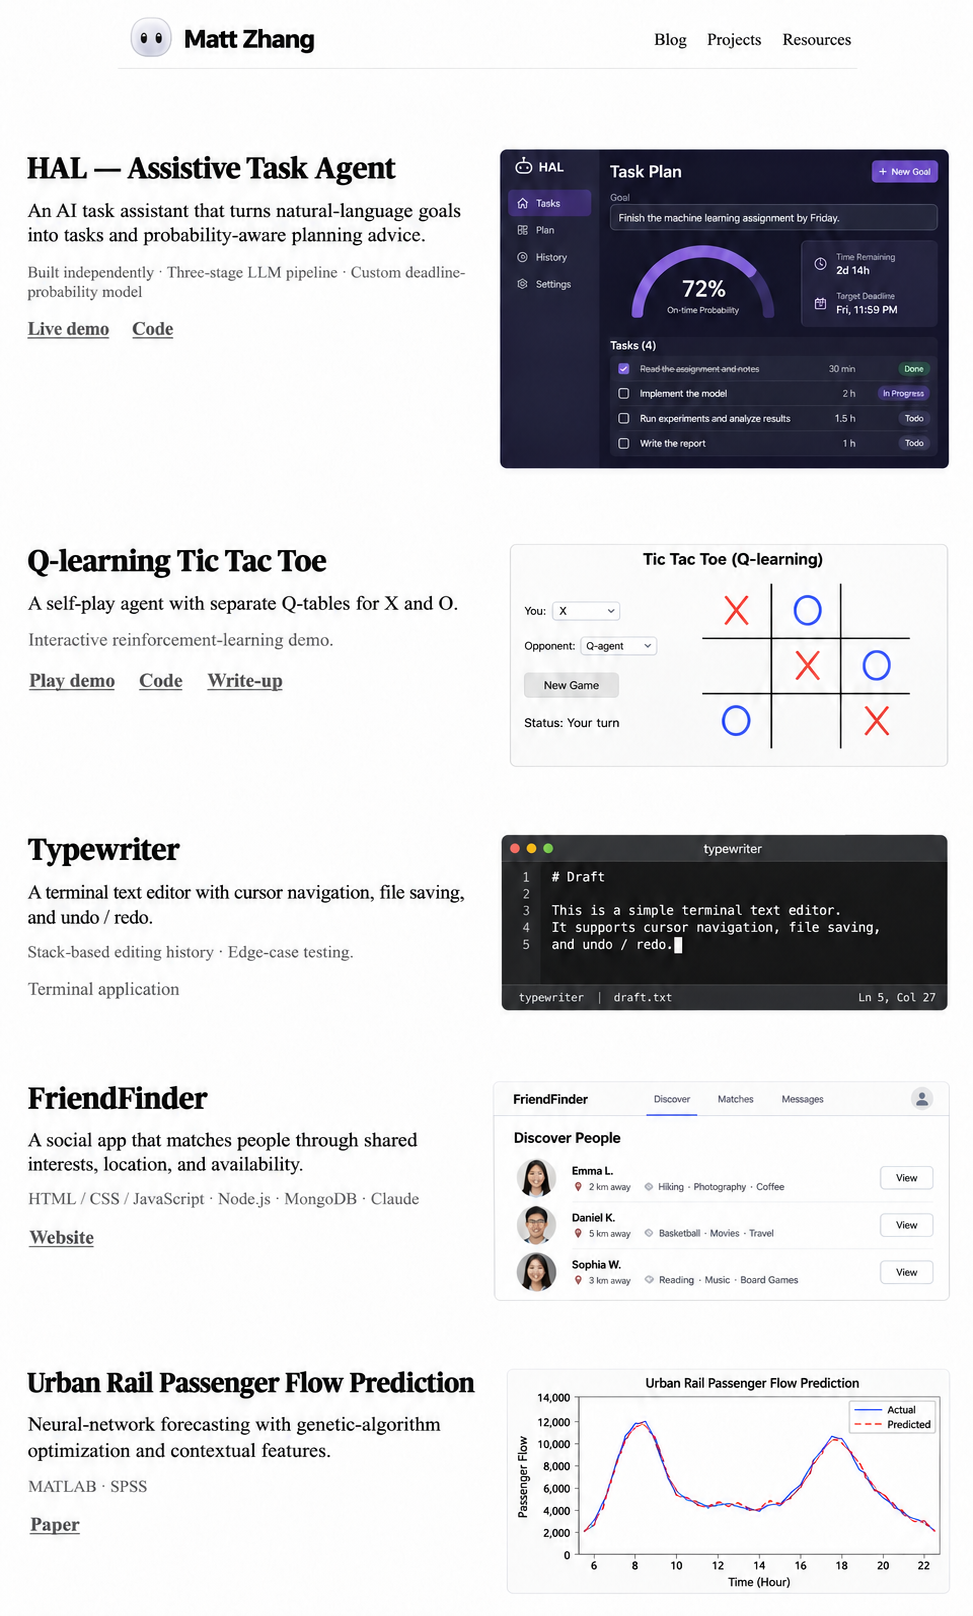 Matt Zhang
Blog Projects Resources
HAL — Assistive Task Agent
An AI task assistant that turns natural-language goals
into tasks and probability-aware planning advice.
Built independently · Three-stage LLM pipeline · Custom deadline-
probability model
Live demo Code
HAL
Tasks
Plan
History
Settings
Task Plan
+ New Goal
Goal
Finish the machine learning assignment by Friday.
72%
On-time Probability
Time Remaining
2d 14h
Target Deadline
Fri, 11:59 PM
Tasks (4)
Read the assignment and notes 30 min Done
Implement the model 2 h In Progress
Run experiments and analyze results 1.5 h Todo
Write the report 1 h Todo
Q-learning Tic Tac Toe
A self-play agent with separate Q-tables for X and O.
Interactive reinforcement-learning demo.
Play demo Code Write-up
Tic Tac Toe (Q-learning)
You: X
Opponent: Q-agent
New Game
Status: Your turn
X O
X O
O X
Typewriter
A terminal text editor with cursor navigation, file saving,
and undo / redo.
Stack-based editing history · Edge-case testing.
Terminal application
typewriter
1 # Draft
2
3 This is a simple terminal text editor.
4 It supports cursor navigation, file saving,
5 and undo / redo.
typewriter | draft.txt Ln 5, Col 27
FriendFinder
A social app that matches people through shared
interests, location, and availability.
HTML / CSS / JavaScript · Node.js · MongoDB · Claude
Website
FriendFinder Discover Matches Messages
Discover People
Emma L.
2 km away Hiking · Photography · Coffee
View
Daniel K.
5 km away Basketball · Movies · Travel
View
Sophia W.
3 km away Reading · Music · Board Games
View
Urban Rail Passenger Flow Prediction
Neural-network forecasting with genetic-algorithm
optimization and contextual features.
MATLAB · SPSS
Paper
Urban Rail Passenger Flow Prediction
Actual
Predicted
Passenger Flow
14,000
12,000
10,000
8,000
6,000
4,000
2,000
0
6 8 10 12 14 16 18 20 22
Time (Hour)